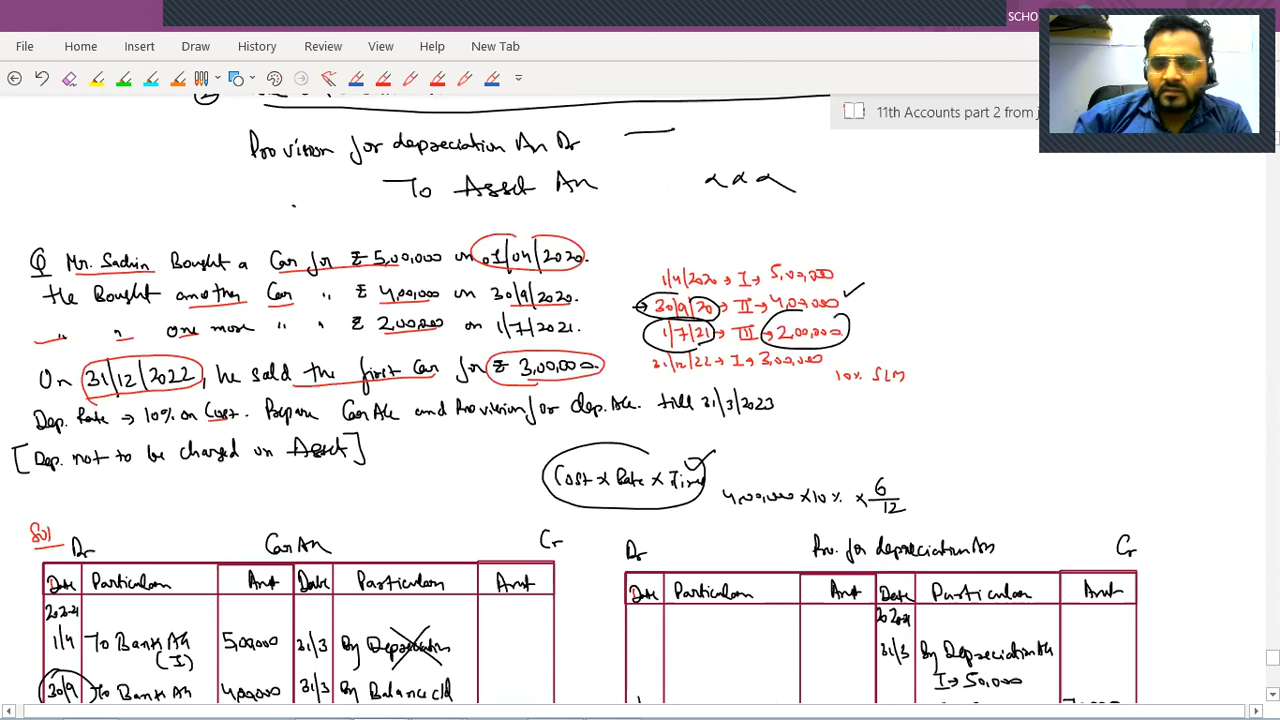 SCHO
File Home Insert Draw History Review View Help New Tab
11th Accounts part 2 from j
Provision for depreciation A/c Dr
To Asset A/c
Q Mr. Sachin Bought a Car for ₹ 5,00,000 on 01/04/2020.
He Bought another Car " ₹ 4,00,000 on 30/9/2020.
" " One more " " ₹ 2,00,000 on 1/7/2021.
On 31/12/2022, he sold the first Car for ₹ 3,00,000.
Dep. Rate → 10% on Cost. Prepare Car A/c and Provision for dep. A/c. till 31/3/2023
[Dep. not to be charged on Asset]
1/4/2020 → I → 5,00,000
→ 30/9/20 → II → 4,00,000 ✓
1/7/21 → III → 2,00,000
31/12/22 → I → 3,00,000
10% SLM
Cost x Rate x Time
4,00,000 x 10% x 6/12
Sol
Dr Car A/c Cr
Date Particulars Amt Date Particulars Amt
1/4 To Bank A/c 5,00,000 31/3 By Depreciation
(I)
30/9 To Bank A/c 4,00,000 31/3 By Balance c/d
Dr Prov. for depreciation A/c Cr
Date Particulars Amt Date Particulars Amt
31/3 By Depreciation A/c
I → 50,000